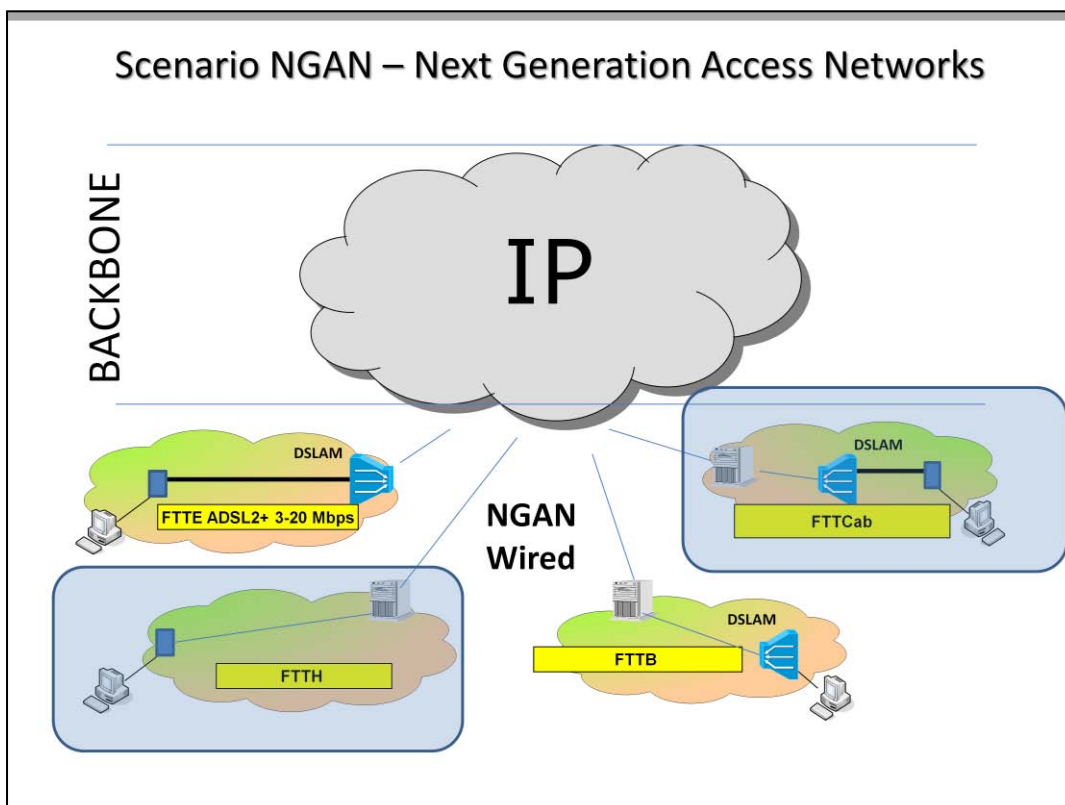 Scenario NGAN – Next Generation Access Networks
BACKBONE
IP
DSLAM
FTTE ADSL2+ 3-20 Mbps
NGAN
Wired
DSLAM
FTTCab
FTTH
DSLAM
FTTB